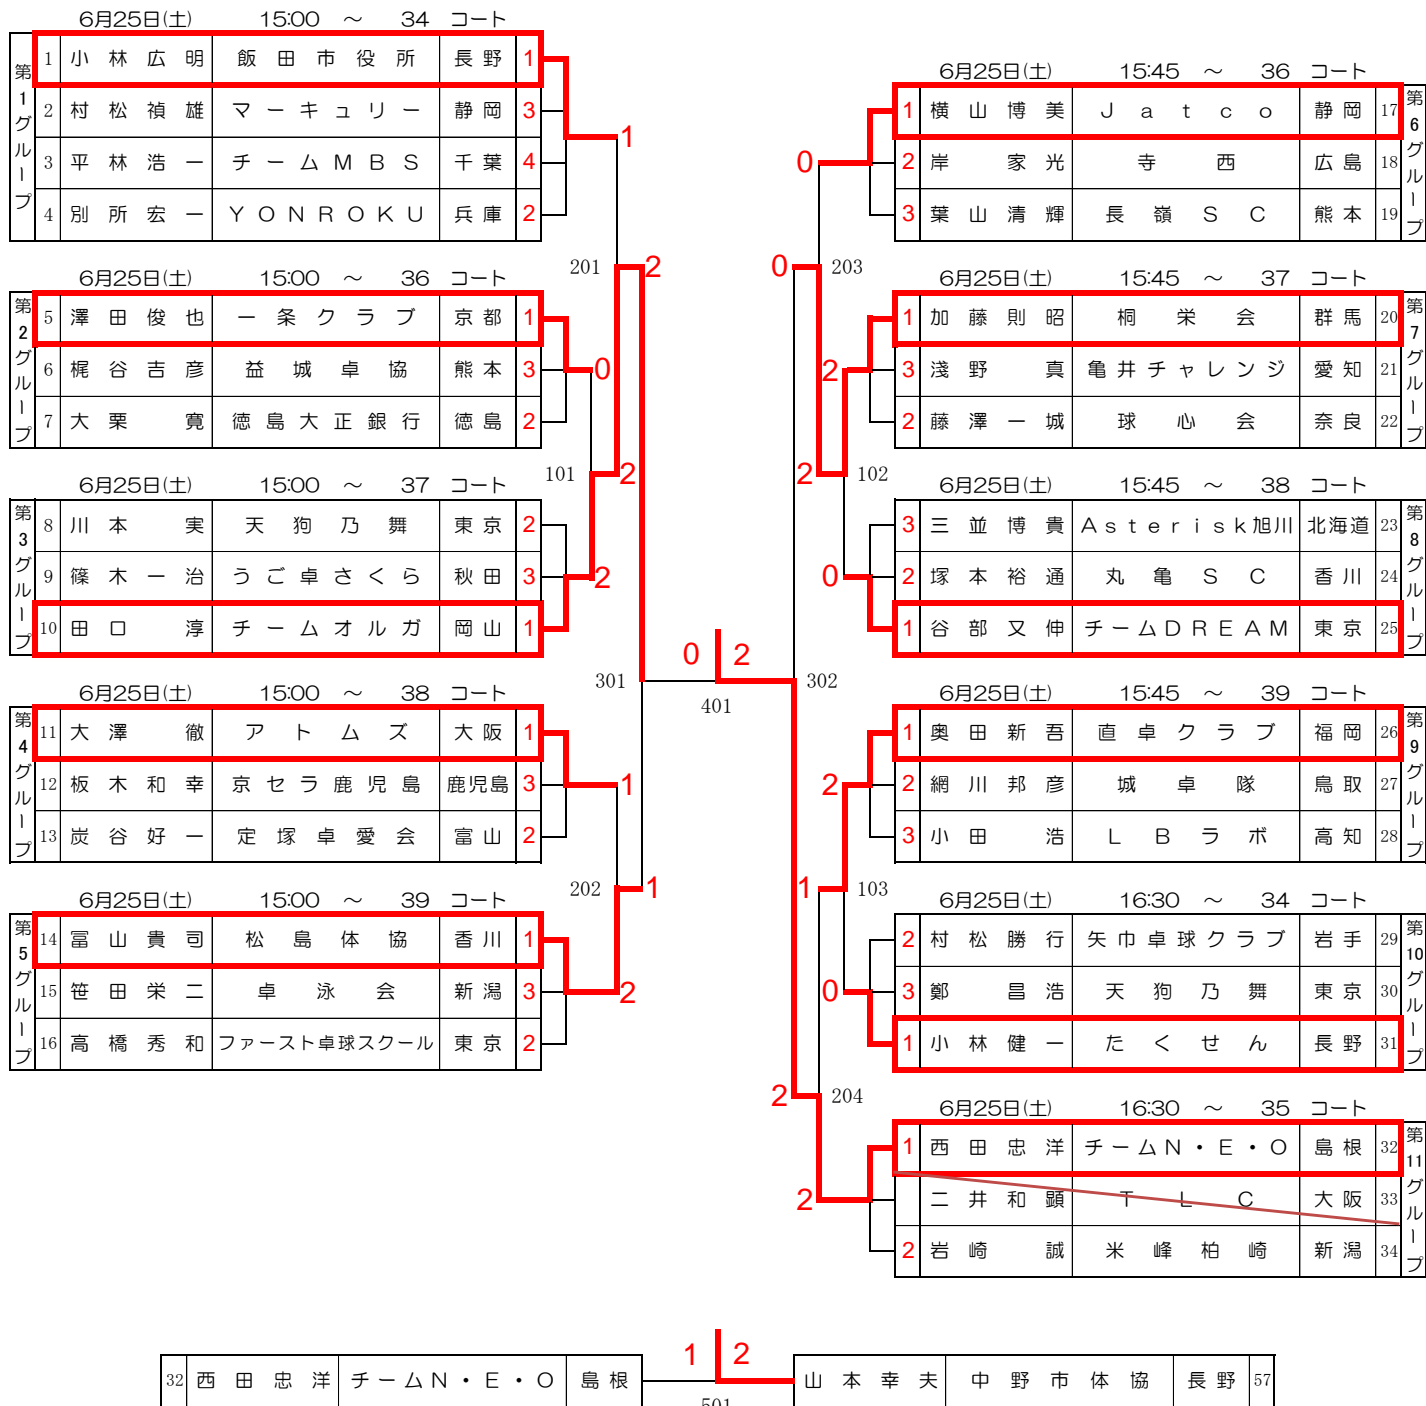 6月25日(土) 15:00 ～ 34 コート
第1グループ
1 小林広明 飯田市役所 長野 1
2 村松禎雄 マーキュリー 静岡 3
3 平林浩一 チームMBS 千葉 4
4 別所宏一 YONROKU 兵庫 2
1
201 2
6月25日(土) 15:00 ～ 36 コート
第2グループ
5 澤田俊也 一条クラブ 京都 1
6 梶谷吉彦 益城卓協 熊本 3
7 大栗寛 徳島大正銀行 徳島 2
0
101 2
6月25日(土) 15:00 ～ 37 コート
第3グループ
8 川本実 天狗乃舞 東京 2
9 篠木一治 うご卓さくら 秋田 3
10 田口淳 チームオルガ 岡山 1
2
301
6月25日(土) 15:00 ～ 38 コート
第4グループ
11 大澤徹 アトムズ 大阪 1
12 板木和幸 京セラ鹿児島 鹿児島 3
13 炭谷好一 定塚卓愛会 富山 2
1
202 1
6月25日(土) 15:00 ～ 39 コート
第5グループ
14 冨山貴司 松島体協 香川 1
15 笹田栄二 卓泳会 新潟 3
16 高橋秀和 ファースト卓球スクール 東京 2
2
0 2
401
6月25日(土) 15:45 ～ 36 コート
第6グループ
1 横山博美 Jatco 静岡 17
2 岸家光 寺西 広島 18
3 葉山清輝 長嶺SC 熊本 19
0
0 203
6月25日(土) 15:45 ～ 37 コート
第7グループ
1 加藤則昭 桐栄会 群馬 20
3 淺野真 亀井チャレンジ 愛知 21
2 藤澤一城 球心会 奈良 22
2
2 102
6月25日(土) 15:45 ～ 38 コート
第8グループ
3 三並博貴 Asterisk旭川 北海道 23
2 塚本裕通 丸亀SC 香川 24
1 谷部又伸 チームDREAM 東京 25
0
302
6月25日(土) 15:45 ～ 39 コート
第9グループ
1 奥田新吾 直卓クラブ 福岡 26
2 網川邦彦 城卓隊 鳥取 27
3 小田浩 LBラボ 高知 28
2
1 103
6月25日(土) 16:30 ～ 34 コート
第10グループ
2 村松勝行 矢巾卓球クラブ 岩手 29
3 鄭昌浩 天狗乃舞 東京 30
1 小林健一 たくせん 長野 31
0
2 204
6月25日(土) 16:30 ～ 35 コート
第11グループ
1 西田忠洋 チームN・E・O 島根 32
二井和顕 TLC 大阪 33
2 岩崎誠 米峰柏崎 新潟 34
2
1 2
32 西田忠洋 チームN・E・O 島根
山本幸夫 中野市体協 長野 57
501